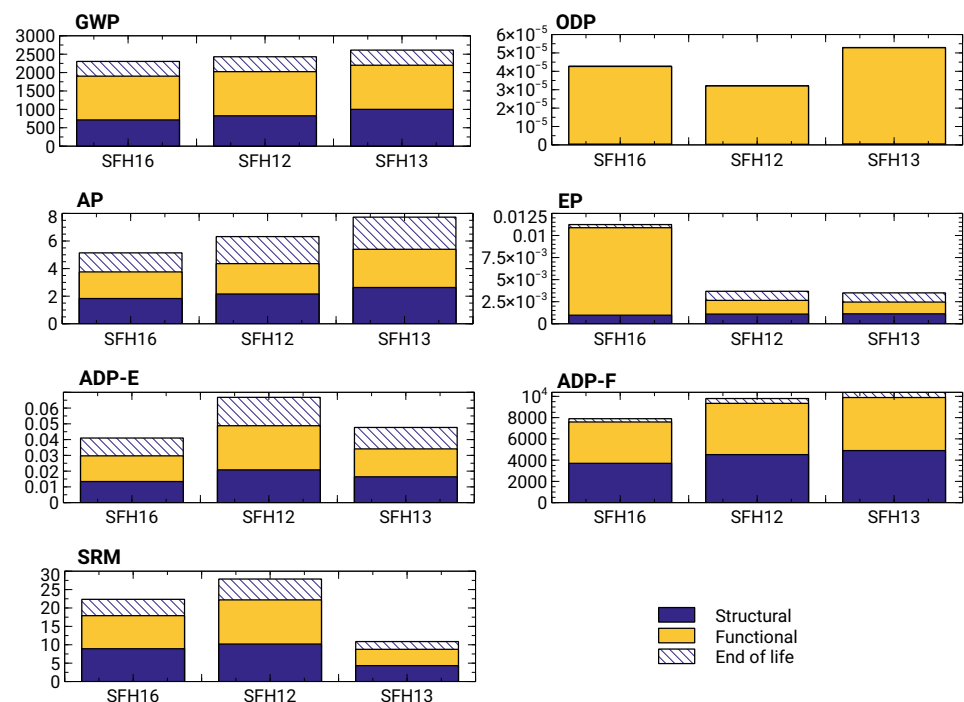 GWP
3000
2500
2000
1500
1000
500
0
SFH16 SFH12 SFH13
ODP
6×10⁻⁵
5×10⁻⁵
4×10⁻⁵
3×10⁻⁵
2×10⁻⁵
10⁻⁵
0
SFH16 SFH12 SFH13
AP
8
6
4
2
0
SFH16 SFH12 SFH13
EP
0.0125
0.01
7.5×10⁻³
5×10⁻³
2.5×10⁻³
0
SFH16 SFH12 SFH13
ADP-E
0.06
0.05
0.04
0.03
0.02
0.01
0
SFH16 SFH12 SFH13
ADP-F
10⁴
8000
6000
4000
2000
0
SFH16 SFH12 SFH13
SRM
30
25
20
15
10
5
0
SFH16 SFH12 SFH13
Structural
Functional
End of life